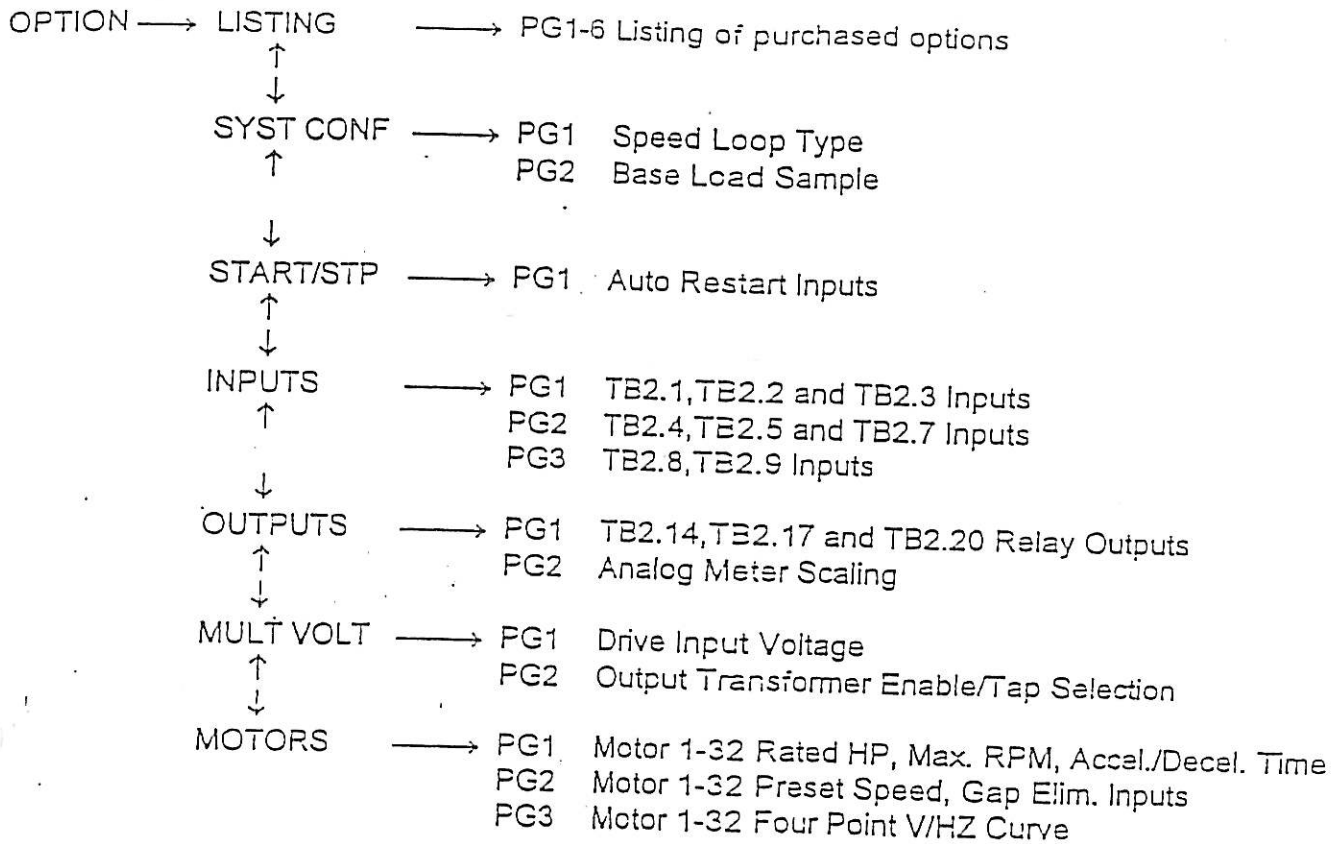 OPTION → LISTING → PG1-6 Listing of purchased options
SYST CONF → PG1 Speed Loop Type
PG2 Base Load Sample
START/STP → PG1 Auto Restart Inputs
INPUTS → PG1 TB2.1,TB2.2 and TB2.3 Inputs
PG2 TB2.4,TB2.5 and TB2.7 Inputs
PG3 TB2.8,TB2.9 Inputs
OUTPUTS → PG1 TB2.14,TB2.17 and TB2.20 Relay Outputs
PG2 Analog Meter Scaling
MULT VOLT → PG1 Drive Input Voltage
PG2 Output Transformer Enable/Tap Selection
MOTORS → PG1 Motor 1-32 Rated HP, Max. RPM, Accel./Decel. Time
PG2 Motor 1-32 Preset Speed, Gap Elim. Inputs
PG3 Motor 1-32 Four Point V/HZ Curve